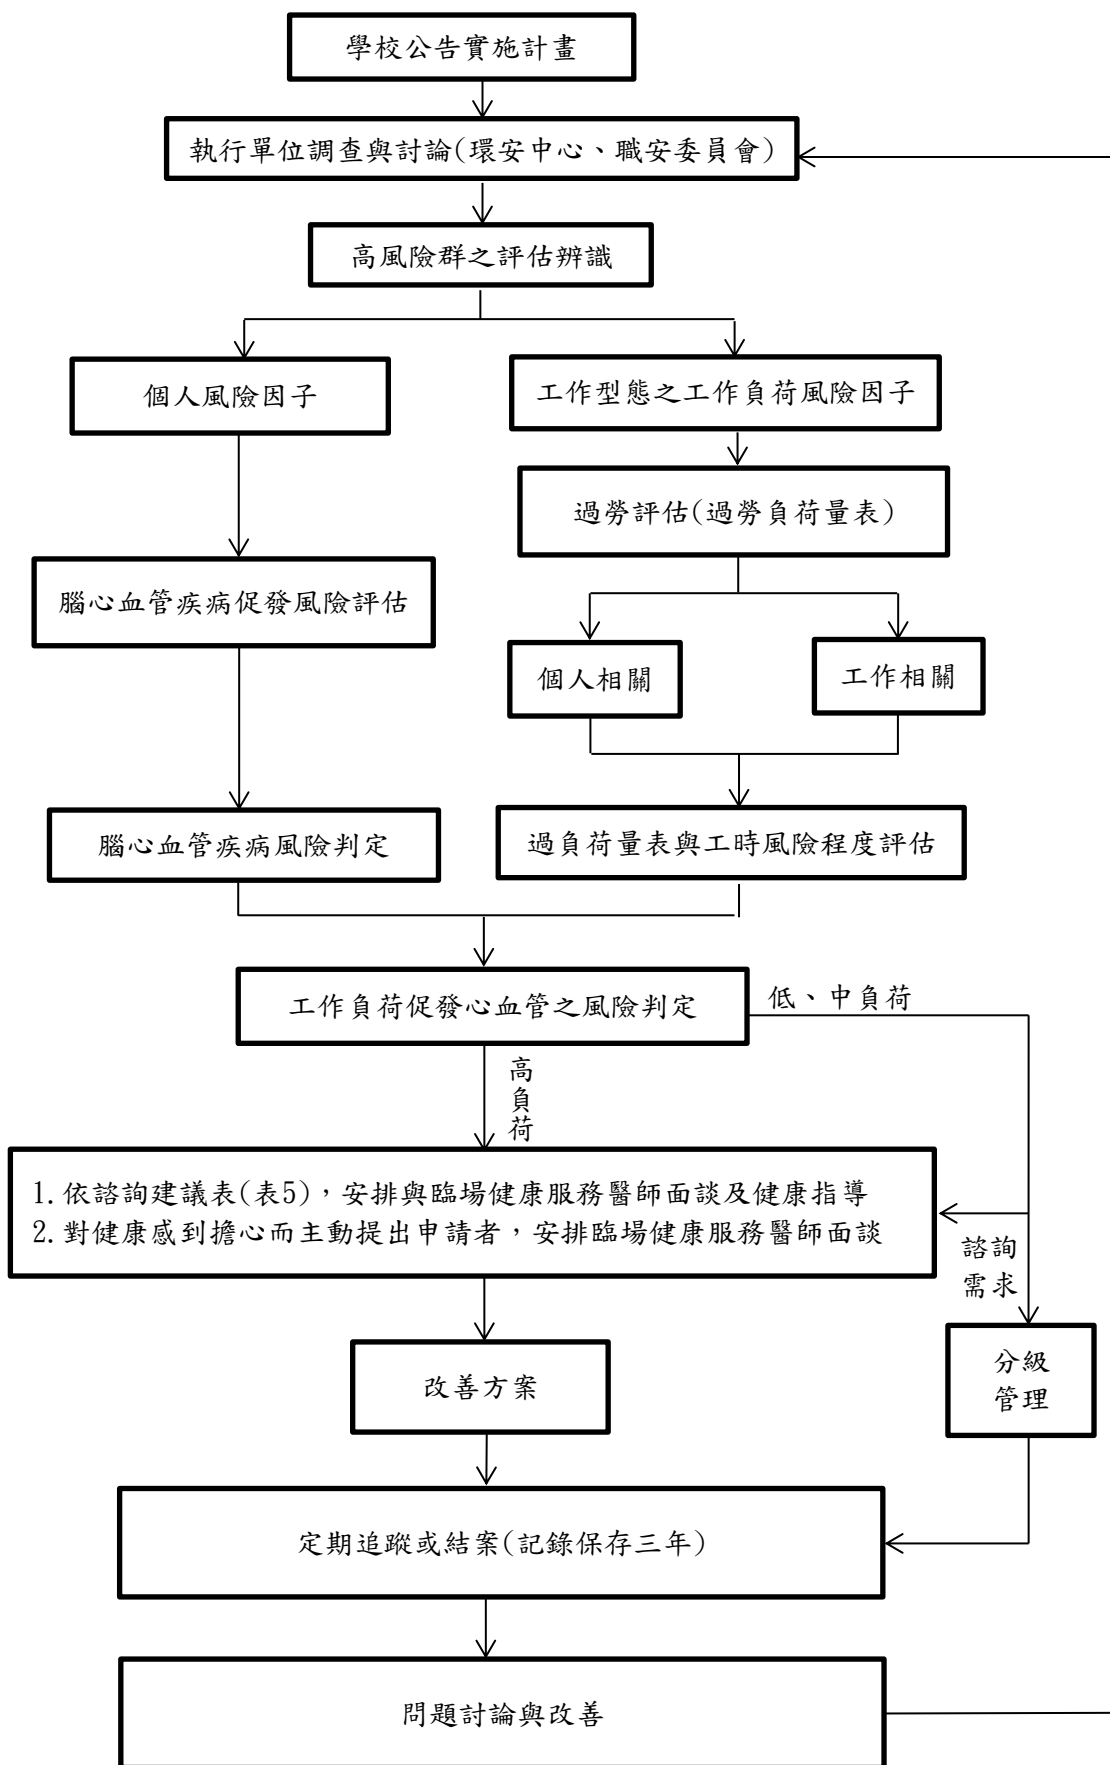 學校公告實施計畫
執行單位調查與討論(環安中心、職安委員會)
高風險群之評估辨識
個人風險因子
工作型態之工作負荷風險因子
過勞評估(過勞負荷量表)
腦心血管疾病促發風險評估
個人相關
工作相關
腦心血管疾病風險判定
過負荷量表與工時風險程度評估
工作負荷促發心血管之風險判定
低、中負荷
高負荷
1.依諮詢建議表(表5)，安排與臨場健康服務醫師面談及健康指導
2.對健康感到擔心而主動提出申請者，安排臨場健康服務醫師面談
諮詢
需求
分級
管理
改善方案
定期追蹤或結案(記錄保存三年)
問題討論與改善